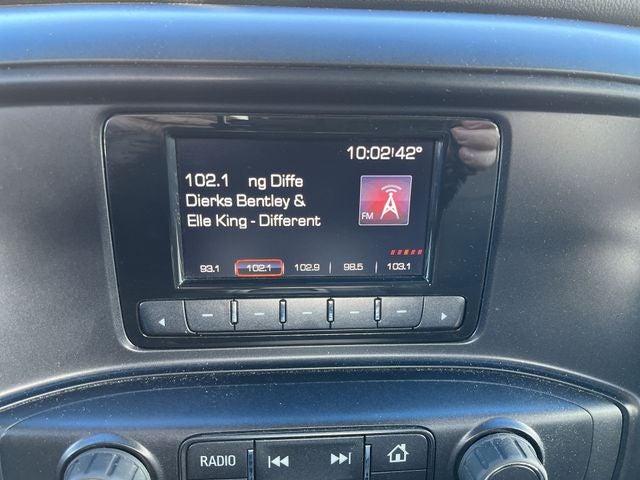 10:02 42°
102.1 ng Diffe
Dierks Bentley &
Elle King - Different
FM
93.1 102.1 102.9 98.5 103.1
RADIO